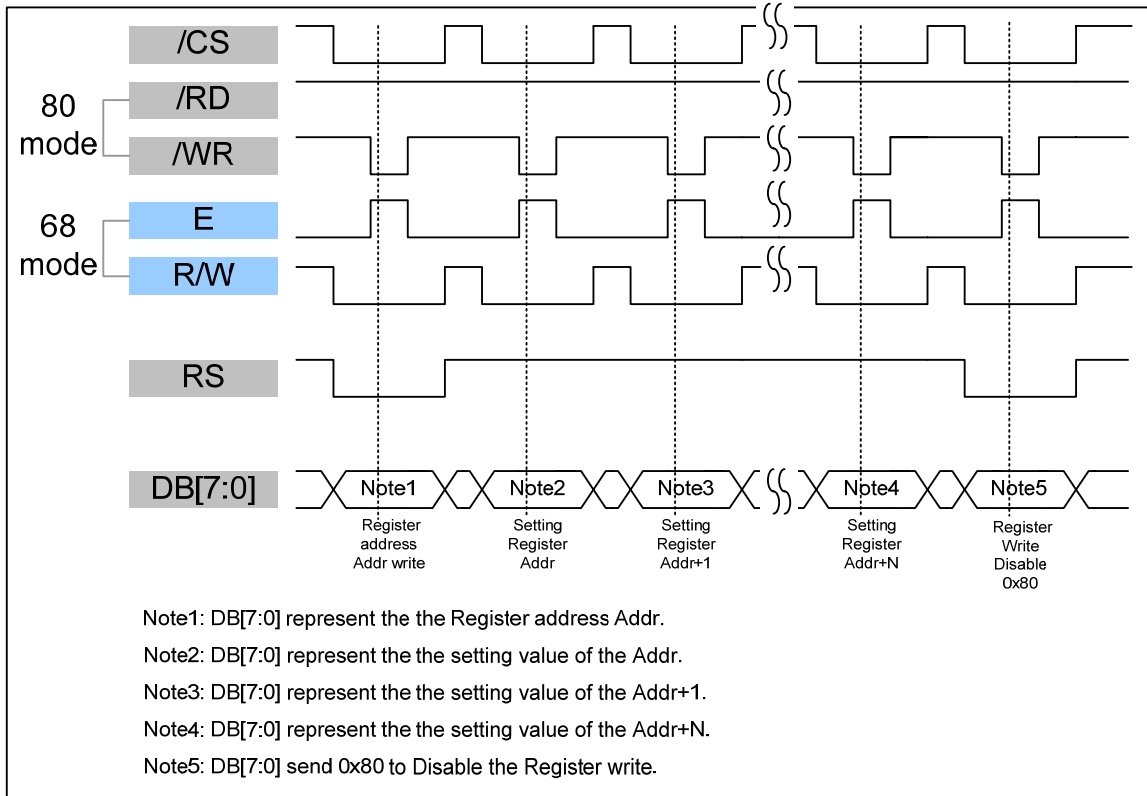 /CS
80
mode
/RD
/WR
68
mode
E
R/W
RS
DB[7:0]
Note1
Note2
Note3
Note4
Note5
Register
address
Addr write
Setting
Register
Addr
Setting
Register
Addr+1
Setting
Register
Addr+N
Register
Write
Disable
0x80
Note1: DB[7:0] represent the the Register address Addr.
Note2: DB[7:0] represent the the setting value of the Addr.
Note3: DB[7:0] represent the the setting value of the Addr+1.
Note4: DB[7:0] represent the the setting value of the Addr+N.
Note5: DB[7:0] send 0x80 to Disable the Register write.